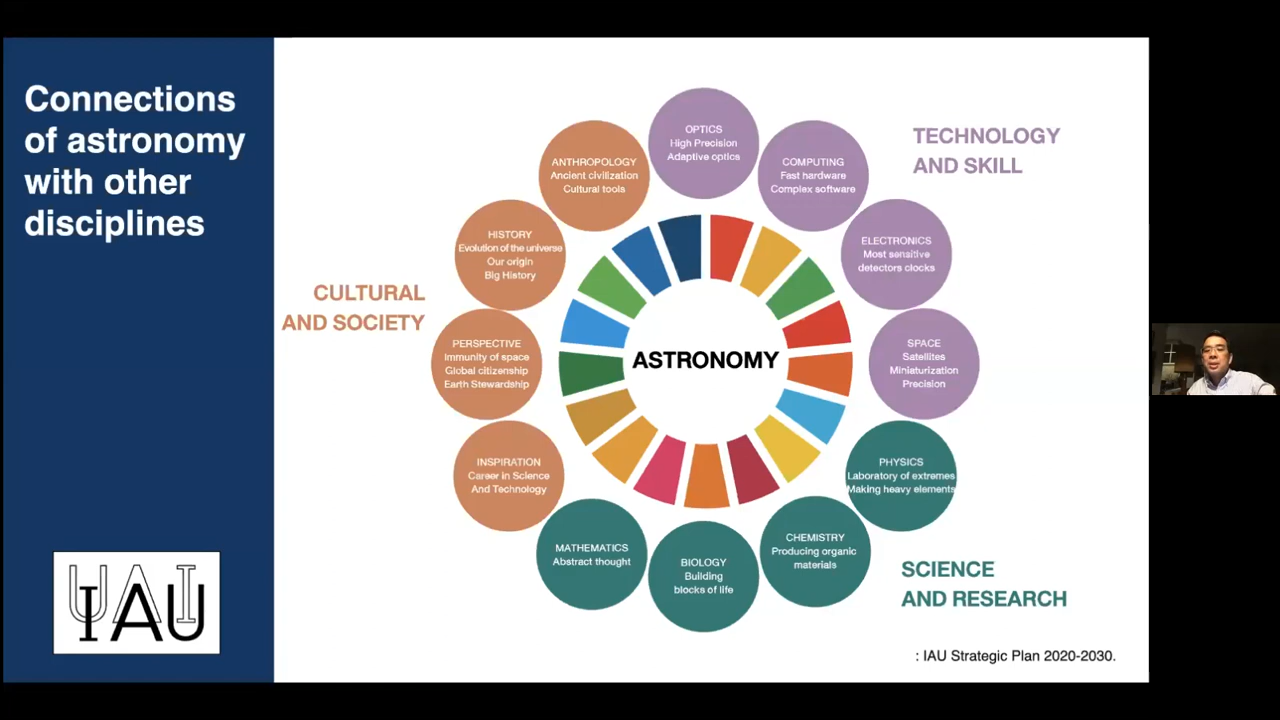 Connections
of astronomy
with other
disciplines
OPTICS
High Precision
Adaptive optics
COMPUTING
Fast hardware
Complex software
TECHNOLOGY
AND SKILL
ELECTRONICS
Most sensitive
detectors clocks
SPACE
Satellites
Miniaturization
Precision
PHYSICS
Laboratory of extremes
Making heavy elements
CHEMISTRY
Producing organic
materials
SCIENCE
AND RESEARCH
BIOLOGY
Building
blocks of life
MATHEMATICS
Abstract thought
INSPIRATION
Career in Science
And Technology
PERSPECTIVE
Immunity of space
Global citizenship
Earth Stewardship
CULTURAL
AND SOCIETY
HISTORY
Evolution of the universe
Our origin
Big History
ANTHROPOLOGY
Ancient civilization
Cultural tools
ASTRONOMY
UAI
IAU
: IAU Strategic Plan 2020-2030.